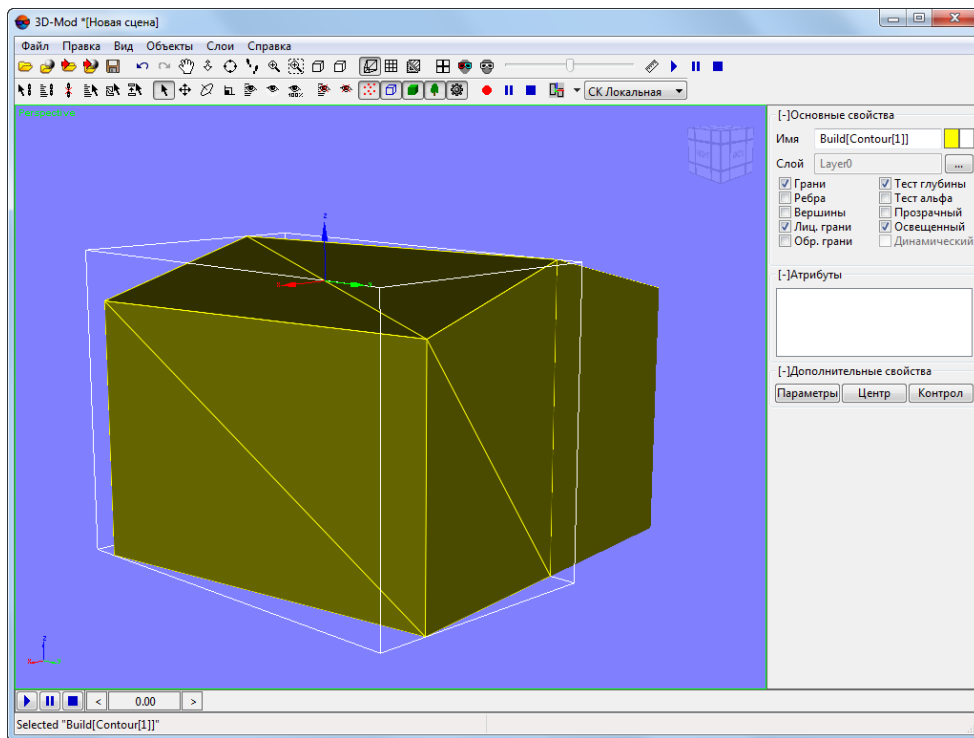 3D-Mod *[Новая сцена]
Файл Правка Вид Объекты Слои Справка
СК Локальная
z
x
z
[-]Основные свойства
Имя Build[Contour[1]]
Слой Layer0 ...
Грани Тест глубины
Ребра Тест альфа
Вершины Прозрачный
Лиц. грани Освещенный
Обр. грани Динамический
[-]Атрибуты
[-]Дополнительные свойства
Параметры Центр Контрол
< 0.00 >
Selected "Build[Contour[1]]"